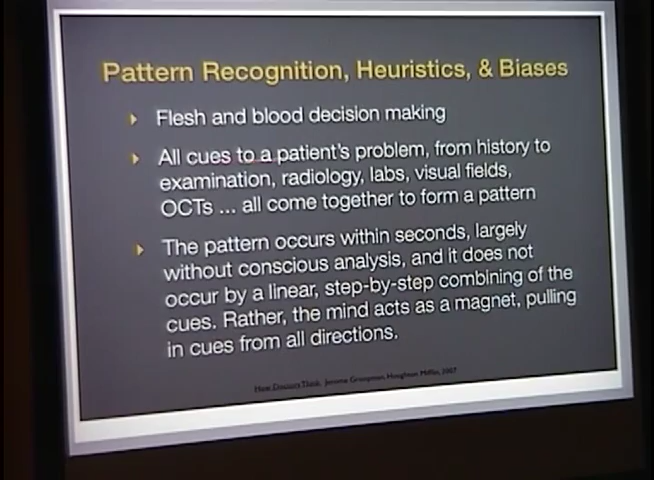 Pattern Recognition, Heuristics, & Biases
Flesh and blood decision making
All cues to a patient's problem, from history to
examination, radiology, labs, visual fields,
OCTs ... all come together to form a pattern
The pattern occurs within seconds, largely
without conscious analysis, and it does not
occur by a linear, step-by-step combining of the
cues. Rather, the mind acts as a magnet, pulling
in cues from all directions.
How Doctors Think. Jerome Groopman, Houghton Mifflin, 2007